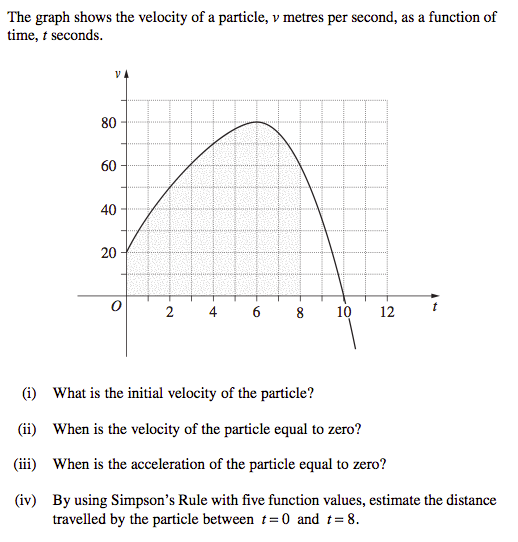 The graph shows the velocity of a particle, v metres per second, as a function of
time, t seconds.
v
80
60
40
20
O
2
4
6
8
10
12
t
(i) What is the initial velocity of the particle?
(ii) When is the velocity of the particle equal to zero?
(iii) When is the acceleration of the particle equal to zero?
(iv) By using Simpson's Rule with five function values, estimate the distance
travelled by the particle between t = 0 and t = 8.